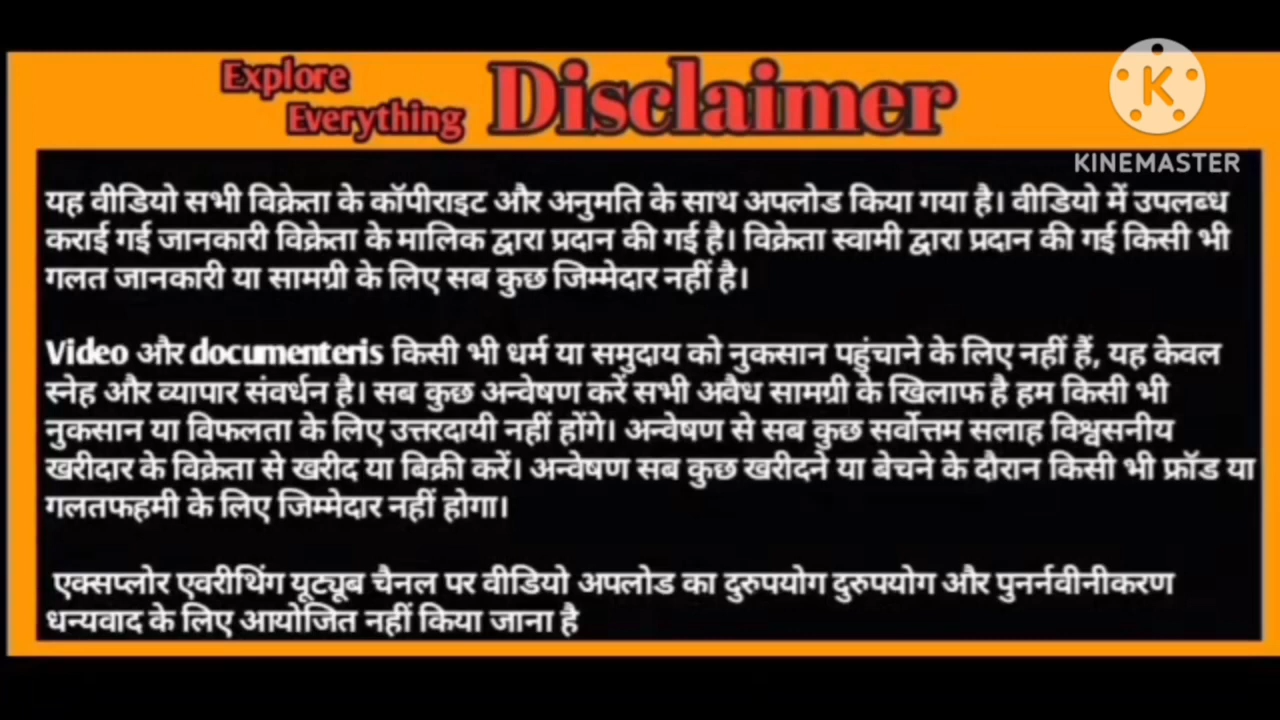 Explore
Everything
Disclaimer
KINEMASTER
यह वीडियो सभी विक्रेता के कॉपीराइट और अनुमति के साथ अपलोड किया गया है। वीडियो में उपलब्ध
कराई गई जानकारी विक्रेता के मालिक द्वारा प्रदान की गई है। विक्रेता स्वामी द्वारा प्रदान की गई किसी भी
गलत जानकारी या सामग्री के लिए सब कुछ जिम्मेदार नहीं है।
Video और documenteris किसी भी धर्म या समुदाय को नुकसान पहुंचाने के लिए नहीं हैं, यह केवल
स्नेह और व्यापार संवर्धन है। सब कुछ अन्वेषण करें सभी अवैध सामग्री के खिलाफ है हम किसी भी
नुकसान या विफलता के लिए उत्तरदायी नहीं होंगे। अन्वेषण से सब कुछ सर्वोत्तम सलाह विश्वसनीय
खरीदार के विक्रेता से खरीद या बिक्री करें। अन्वेषण सब कुछ खरीदने या बेचने के दौरान किसी भी फ्रॉड या
गलतफहमी के लिए जिम्मेदार नहीं होगा।
एक्सप्लोर एवरीथिंग यूट्यूब चैनल पर वीडियो अपलोड का दुरुपयोग दुरुपयोग और पुनर्नवीनीकरण
धन्यवाद के लिए आयोजित नहीं किया जाना है